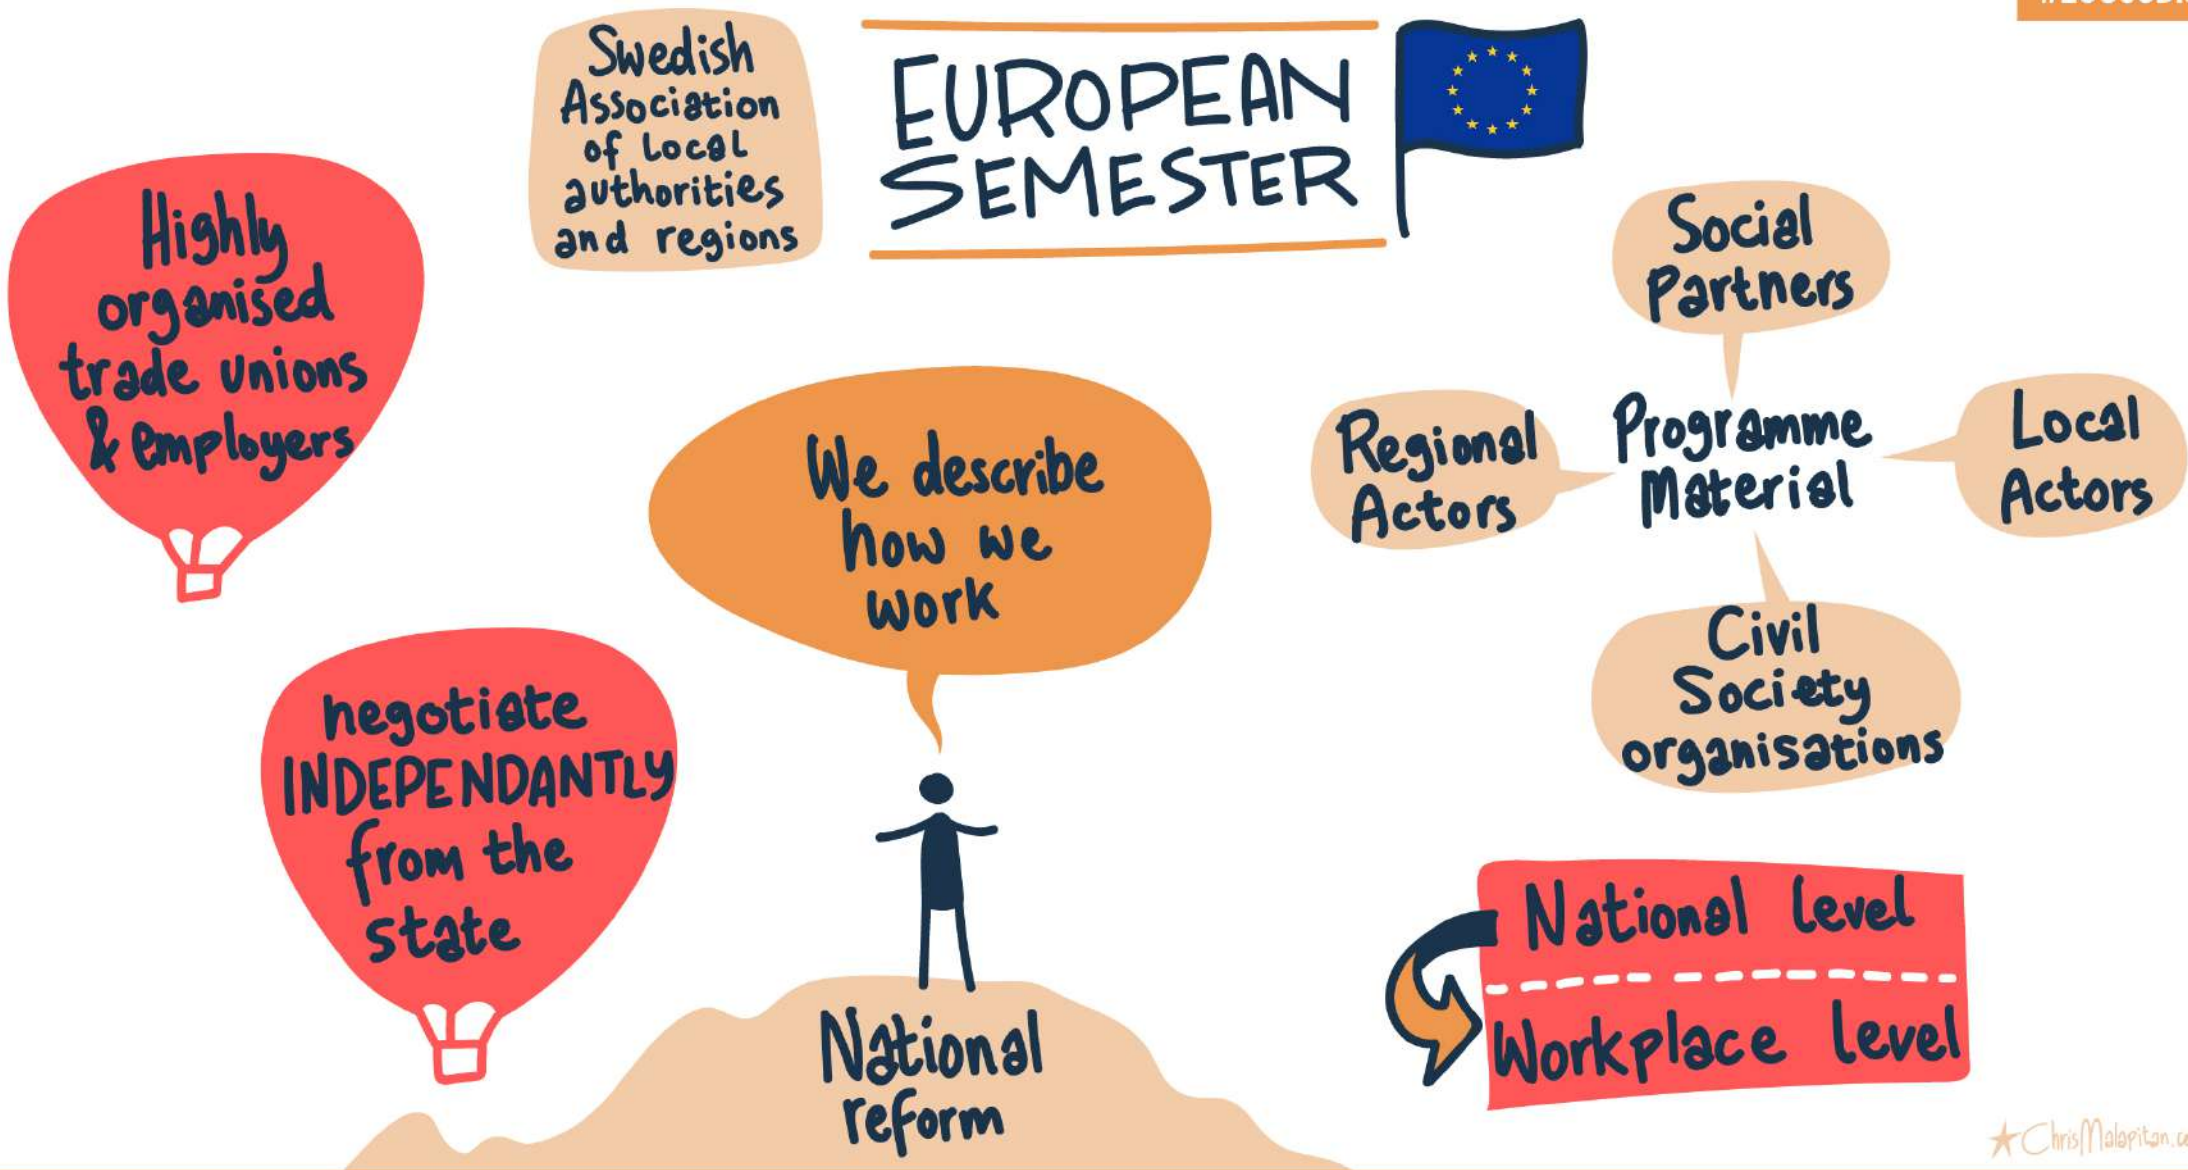 Swedish
Association
of local
authorities
and regions
EUROPEAN
SEMESTER
Highly
organised
trade unions
& employers
negotiate
INDEPENDANTLY
from the
state
We describe
how we
work
National
reform
Social
Partners
Regional
Actors
Programme
Material
Local
Actors
Civil
Society
organisations
National level
Workplace level